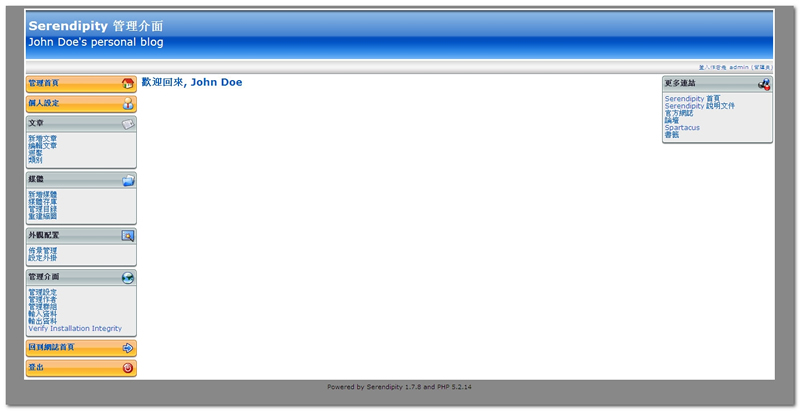 Serendipity 管理介面
John Doe's personal blog
登入作者為 admin (管理員)
管理首頁
個人設定
文章
新增文章
編輯文章
迴響
類別
媒體
新增媒體
媒體存庫
管理目錄
重建縮圖
外觀配置
佈景管理
設定外掛
管理介面
管理設定
管理作者
管理群組
輸入資料
輸出資料
Verify Installation Integrity
回到網誌首頁
登出
歡迎回來, John Doe
更多連結
Serendipity 首頁
Serendipity 說明文件
官方網誌
論壇
Spartacus
書籤
Powered by Serendipity 1.7.8 and PHP 5.2.14